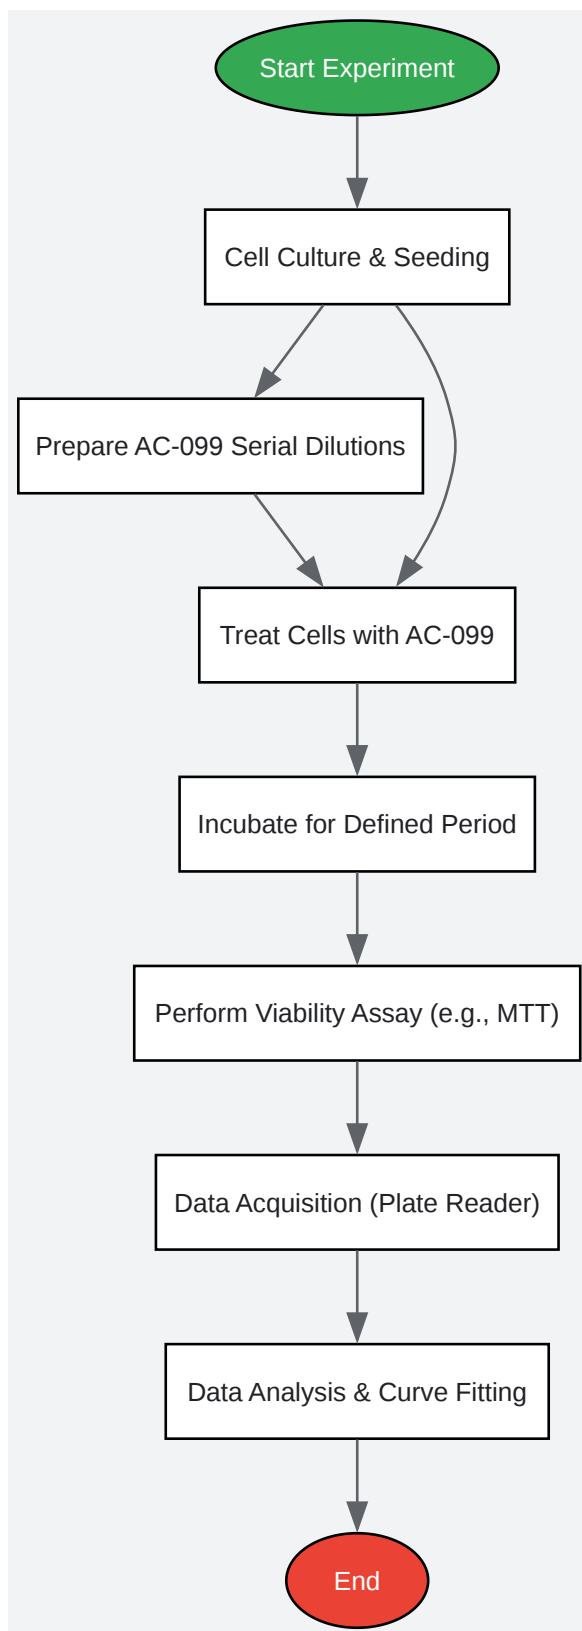 Start Experiment
Cell Culture & Seeding
Prepare AC-099 Serial Dilutions
Treat Cells with AC-099
Incubate for Defined Period
Perform Viability Assay (e.g., MTT)
Data Acquisition (Plate Reader)
Data Analysis & Curve Fitting
End